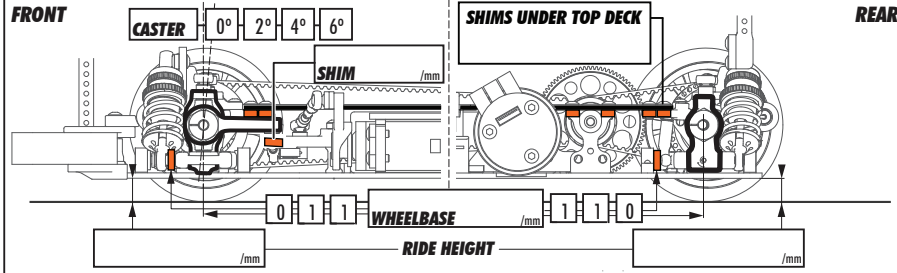 FRONT
CASTER 0° 2° 4° 6°
SHIMS UNDER TOP DECK
REAR
SHIM /mm
0 1 1 WHEELBASE /mm 1 1 0
/mm RIDE HEIGHT /mm